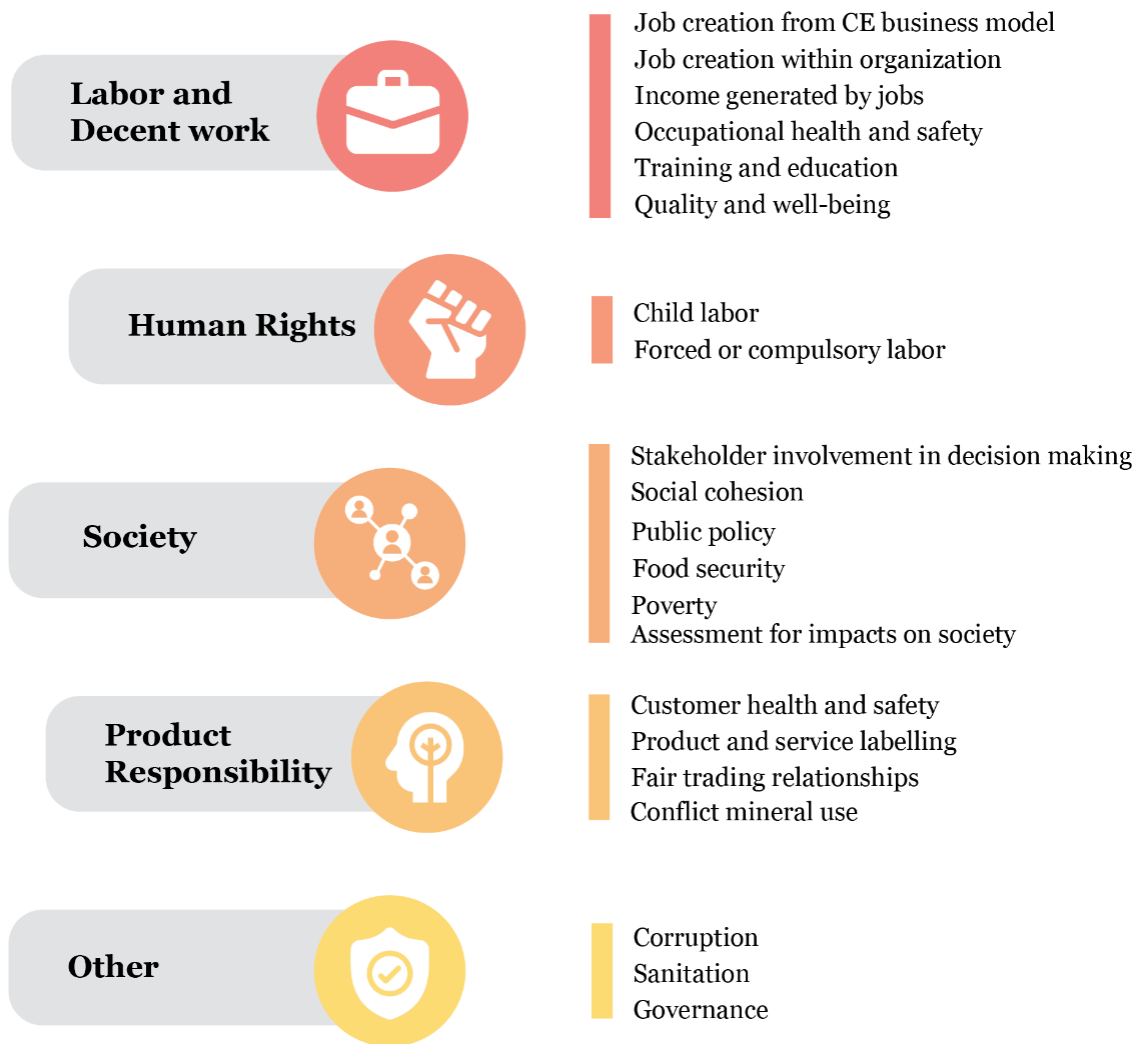 Labor and
Decent work
Job creation from CE business model
Job creation within organization
Income generated by jobs
Occupational health and safety
Training and education
Quality and well-being
Human Rights
Child labor
Forced or compulsory labor
Society
Stakeholder involvement in decision making
Social cohesion
Public policy
Food security
Poverty
Assessment for impacts on society
Product
Responsibility
Customer health and safety
Product and service labelling
Fair trading relationships
Conflict mineral use
Other
Corruption
Sanitation
Governance